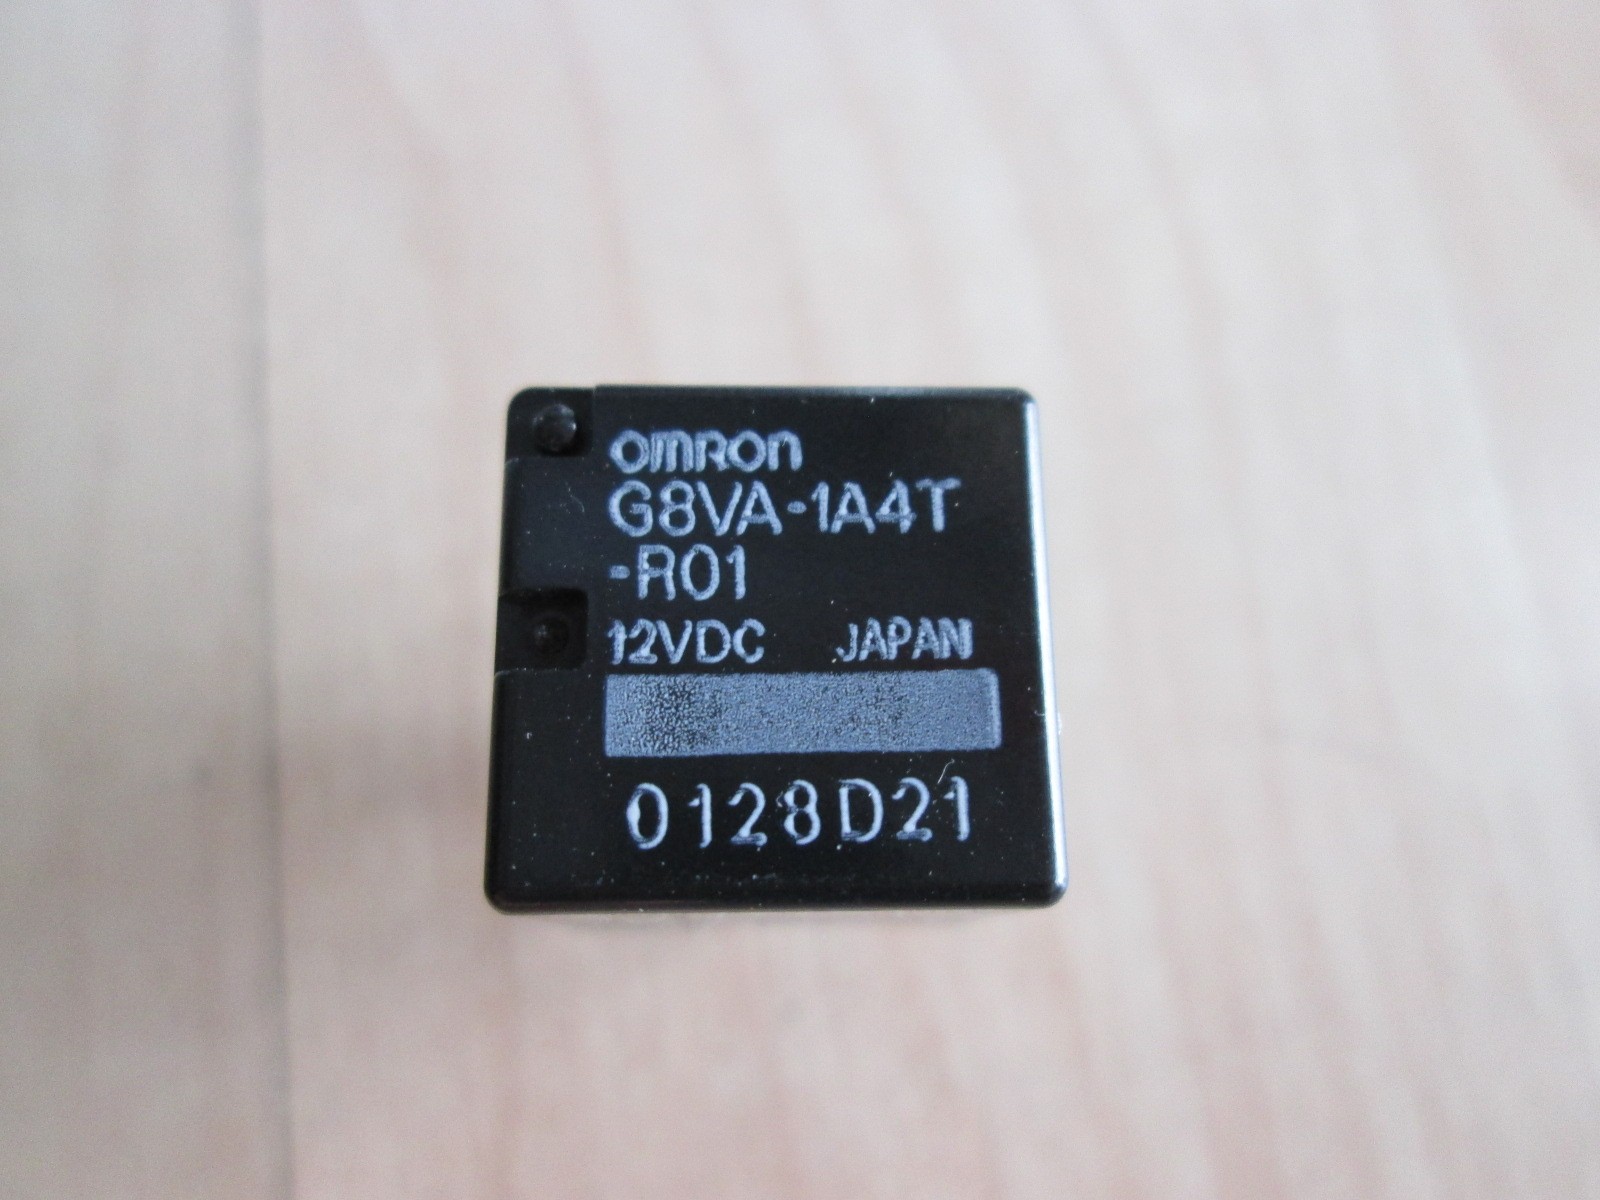 omron
G8VA-1A4T
-R01
12VDC JAPAN
0128D21